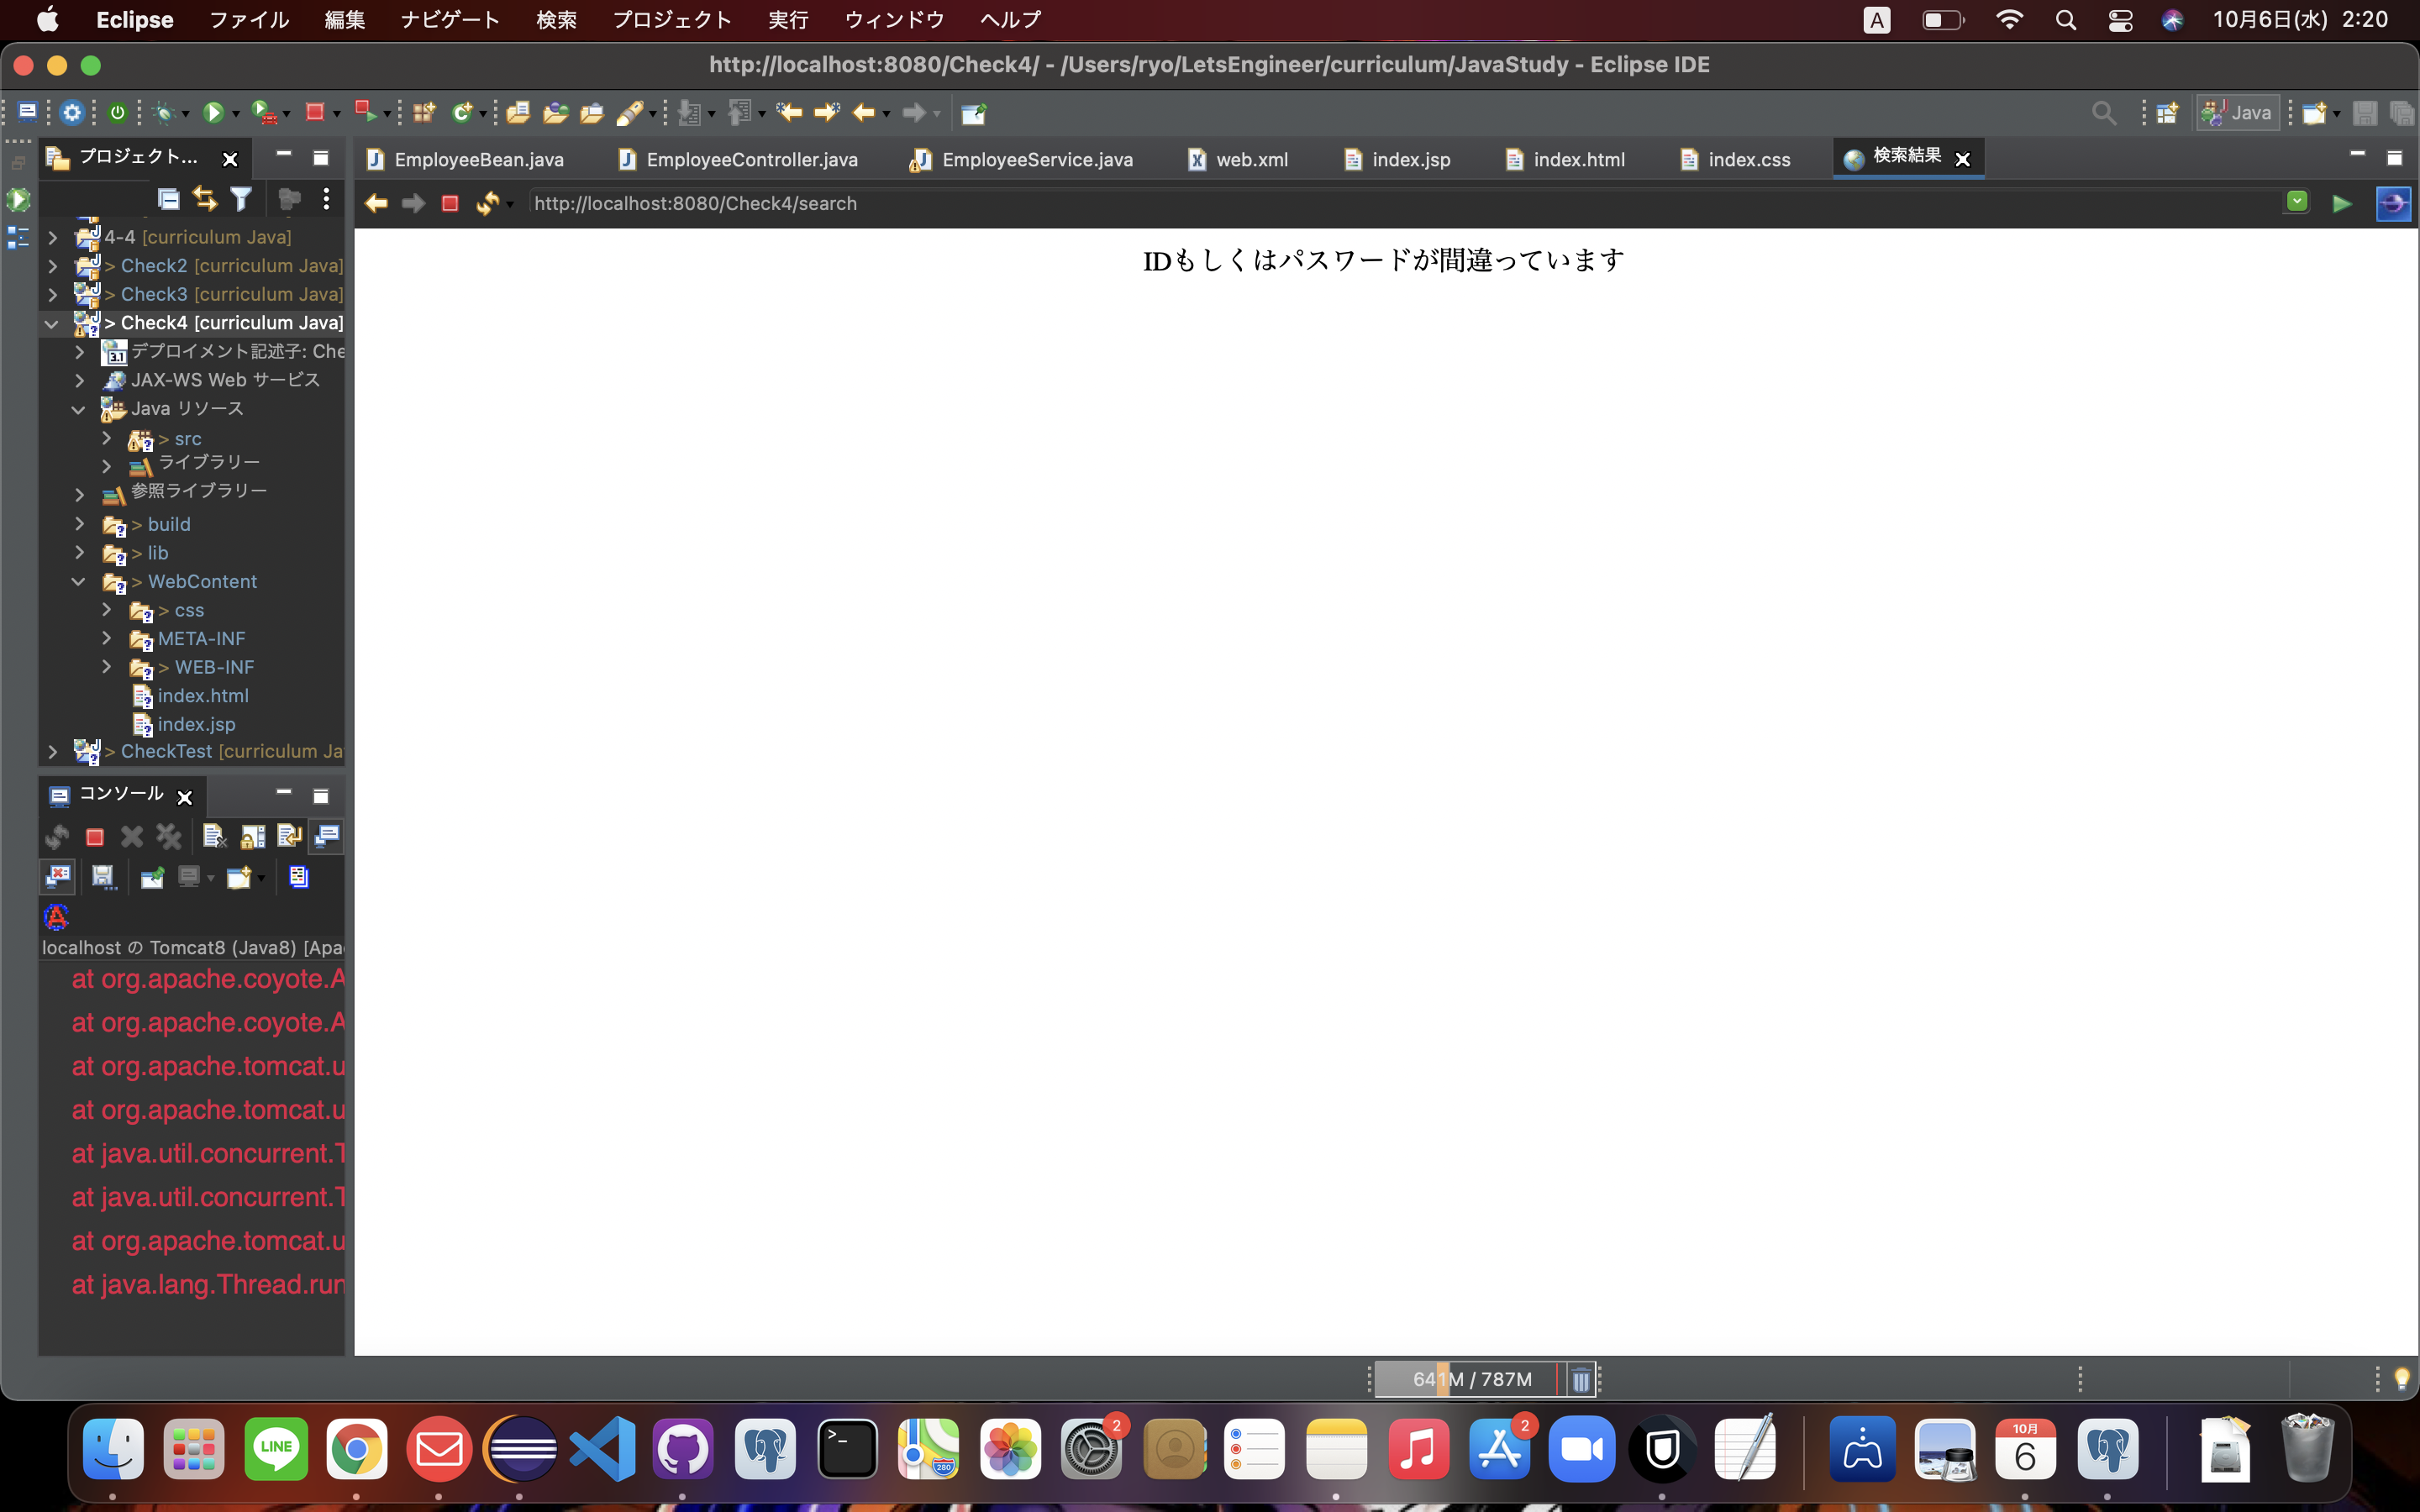 Eclipse ファイル 編集 ナビゲート 検索 プロジェクト 実行 ウィンドウ ヘルプ A 10月6日(水) 2:20
http://localhost:8080/Check4/ - /Users/ryo/LetsEngineer/curriculum/JavaStudy - Eclipse IDE
Java
プロジェクト...
EmployeeBean.java EmployeeController.java EmployeeService.java web.xml index.jsp index.html index.css 検索結果
http://localhost:8080/Check4/search
IDもしくはパスワードが間違っています
4-4 [curriculum Java]
> Check2 [curriculum Java]
> Check3 [curriculum Java]
> Check4 [curriculum Java]
デプロイメント記述子: Che
JAX-WS Web サービス
Java リソース
> src
ライブラリー
参照ライブラリー
> build
> lib
> WebContent
> css
META-INF
> WEB-INF
index.html
index.jsp
> CheckTest [curriculum Ja
コンソール
localhost の Tomcat8 (Java8) [Apa
at org.apache.coyote.A
at org.apache.coyote.A
at org.apache.tomcat.u
at org.apache.tomcat.u
at java.util.concurrent.T
at java.util.concurrent.T
at org.apache.tomcat.u
at java.lang.Thread.run
641M / 787M
LINE
>_
280
2
2
10月
6